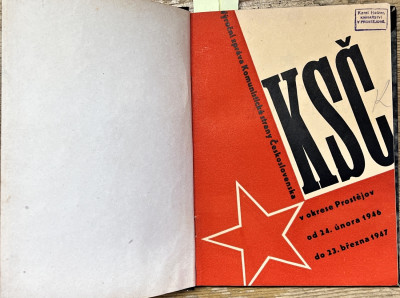 Výroční zpráva Komunistické strany Československa
KSČ
v okrese Prostějov
od 24. února 1946
do 23. března 1947